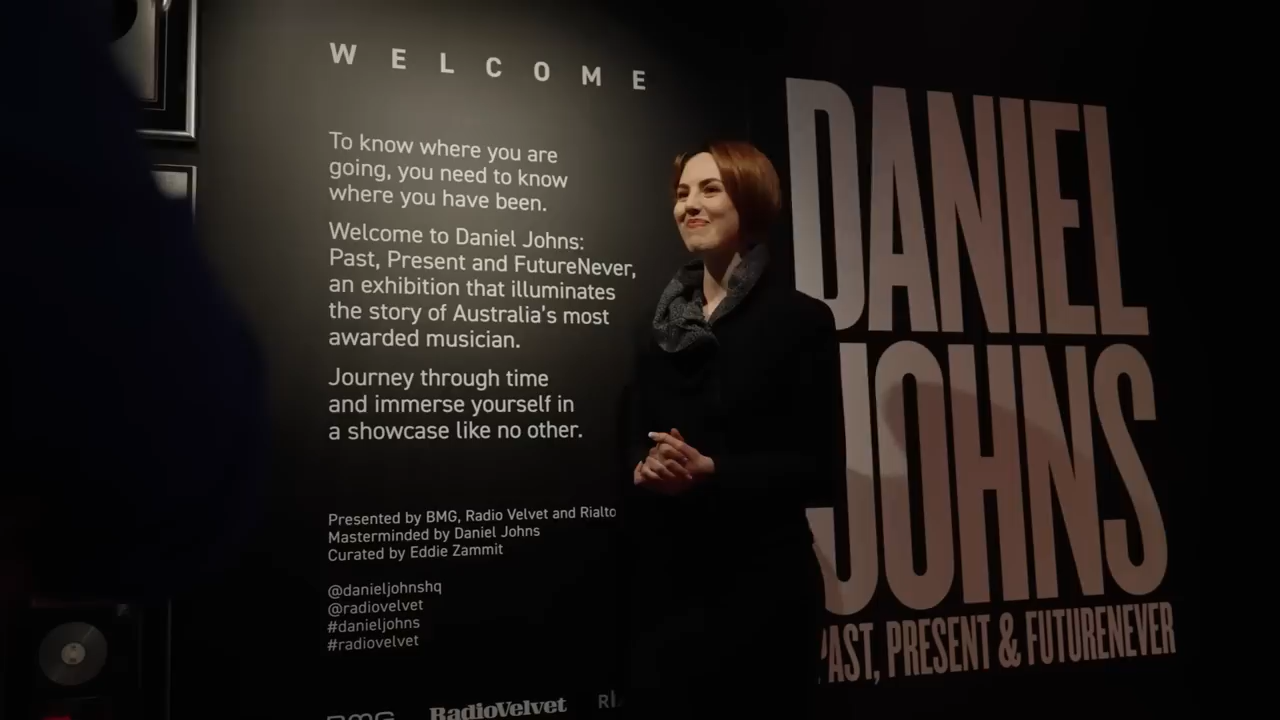 WELCOME
To know where you are
going, you need to know
where you have been.
Welcome to Daniel Johns:
Past, Present and FutureNever,
an exhibition that illuminates
the story of Australia's most
awarded musician.
Journey through time
and immerse yourself in
a showcase like no other.
Presented by BMG, Radio Velvet and Rialto
Masterminded by Daniel Johns
Curated by Eddie Zammit
@danieljohnshq
@radiovelvet
#danieljohns
#radiovelvet
BMG RadioVelvet
DANIEL
JOHNS
PAST, PRESENT & FUTURENEVER